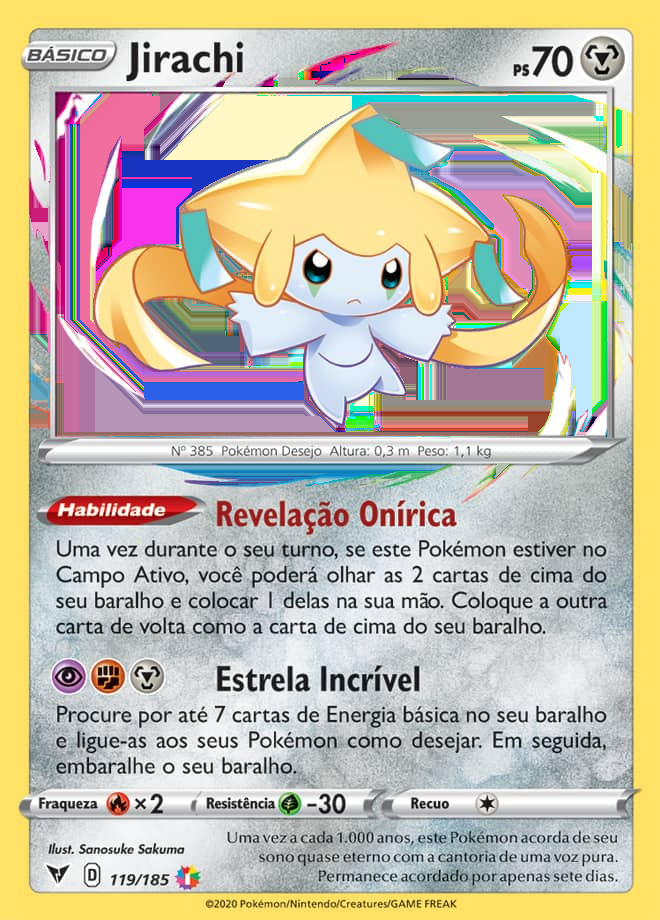 BÁSICO Jirachi PS70
Nº 385 Pokémon Desejo Altura: 0,3 m Peso: 1,1 kg
Habilidade Revelação Onírica
Uma vez durante o seu turno, se este Pokémon estiver no
Campo Ativo, você poderá olhar as 2 cartas de cima do
seu baralho e colocar 1 delas na sua mão. Coloque a outra
carta de volta como a carta de cima do seu baralho.
Estrela Incrível
Procure por até 7 cartas de Energia básica no seu baralho
e ligue-as aos seus Pokémon como desejar. Em seguida,
embaralhe o seu baralho.
Fraqueza ×2 Resistência -30 Recuo
Ilust. Sanosuke Sakuma
D 119/185
Uma vez a cada 1.000 anos, este Pokémon acorda de seu
sono quase eterno com a cantoria de uma voz pura.
Permanece acordado por apenas sete dias.
©2020 Pokémon/Nintendo/Creatures/GAME FREAK